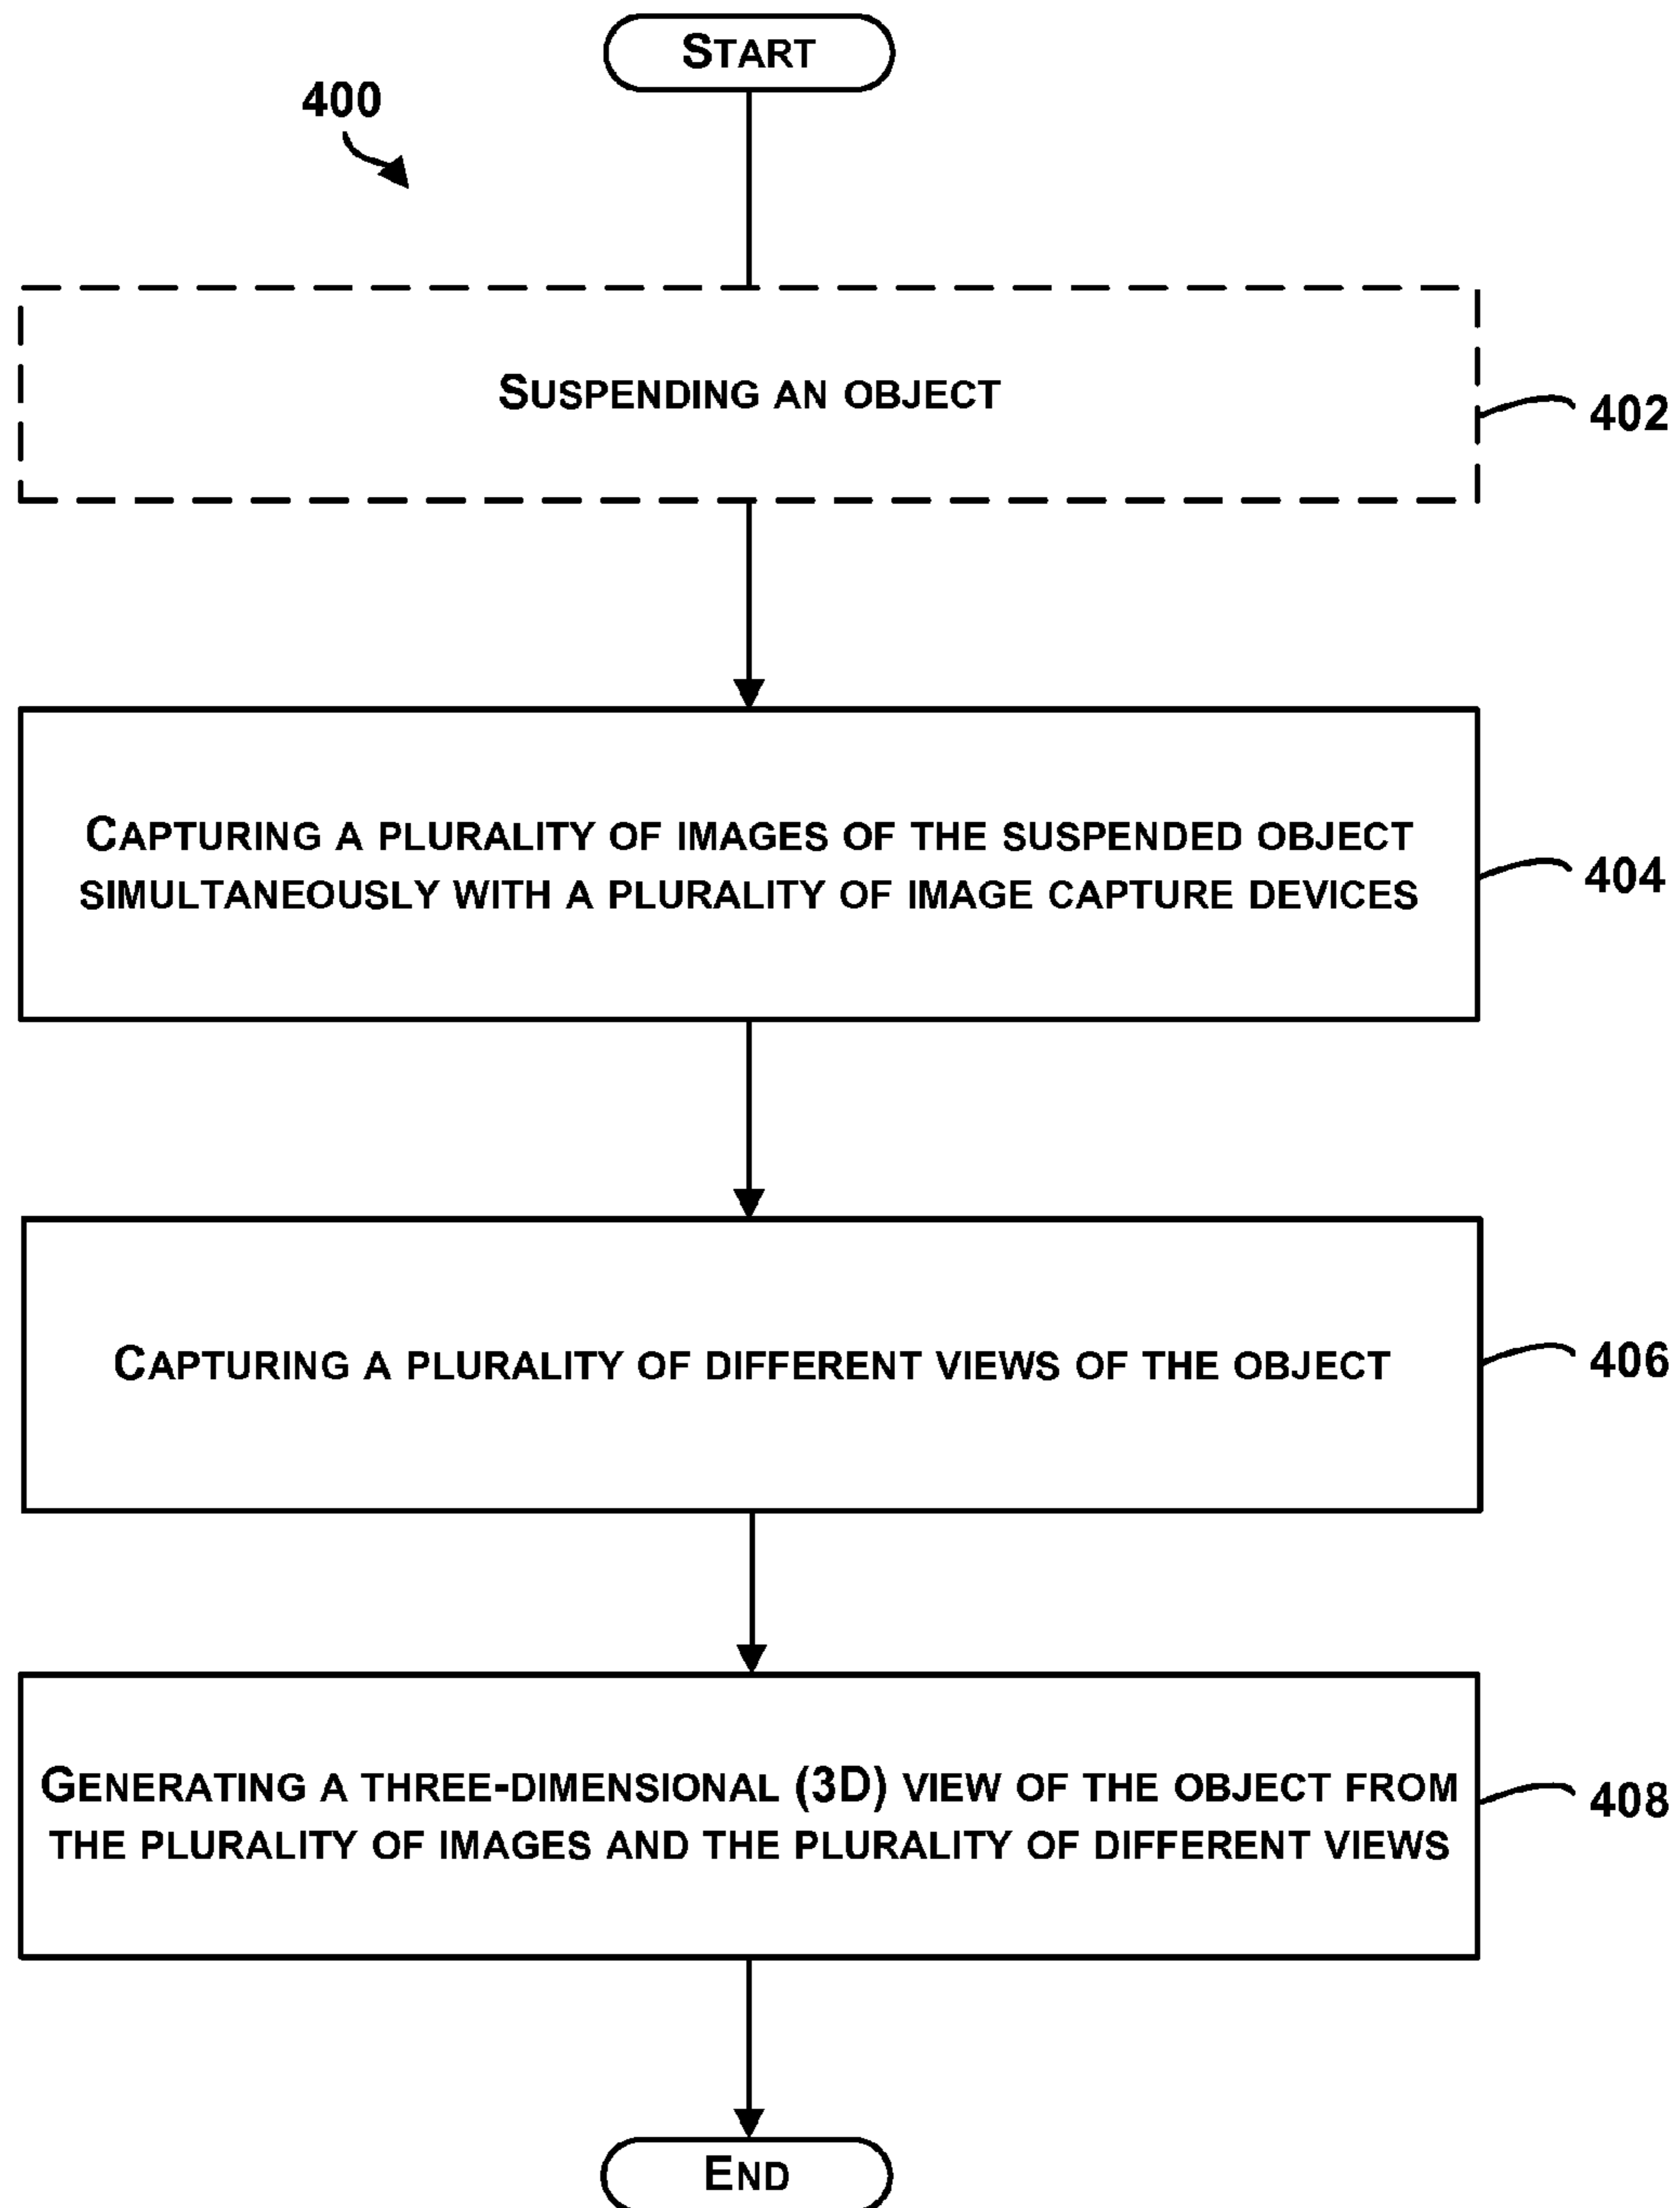 START
400
SUSPENDING AN OBJECT
402
CAPTURING A PLURALITY OF IMAGES OF THE SUSPENDED OBJECT
SIMULTANEOUSLY WITH A PLURALITY OF IMAGE CAPTURE DEVICES
404
CAPTURING A PLURALITY OF DIFFERENT VIEWS OF THE OBJECT
406
GENERATING A THREE-DIMENSIONAL (3D) VIEW OF THE OBJECT FROM
THE PLURALITY OF IMAGES AND THE PLURALITY OF DIFFERENT VIEWS
408
END